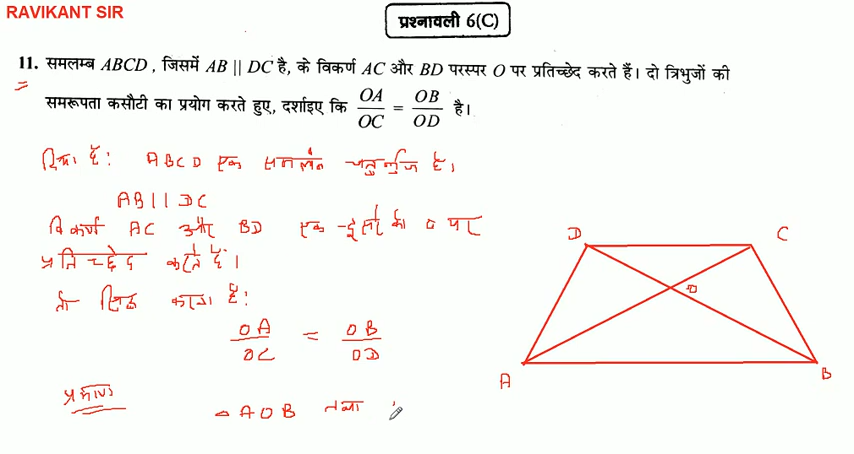 RAVIKANT SIR
प्रश्नावली 6(C)
11. समलम्ब ABCD, जिसमें AB || DC है, के विकर्ण AC और BD परस्पर O पर प्रतिच्छेद करते हैं। दो त्रिभुजों की
समरूपता कसौटी का प्रयोग करते हुए, दर्शाइए कि OA/OC = OB/OD है।
दिया है: ABCD एक समलंब चतुर्भुज है।
AB || DC
विकर्ण AC और BD एक-दूसरे को O पर
प्रतिच्छेद करते हैं।
तो सिद्ध करना है:
OA/OC = OB/OD
प्रमाण
△AOB तथा
D C
O
A B